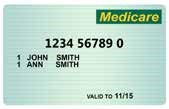 Medicare
1234 56789 0
1 JOHN SMITH
1 ANN SMITH
VALID TO 11/15